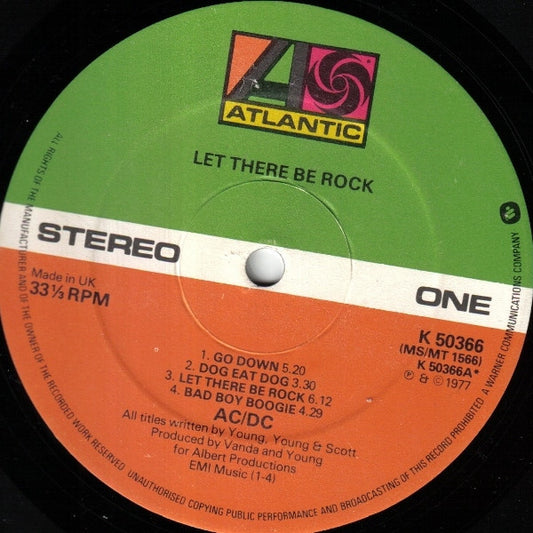 ATLANTIC
LET THERE BE ROCK
STEREO
ONE
Made in UK
33⅓ RPM
K 50366
(MS/MT 1566)
K 50366A*
℗ & © 1977
1. GO DOWN 5.20
2. DOG EAT DOG 3.30
3. LET THERE BE ROCK 6.12
4. BAD BOY BOOGIE 4.29
AC/DC
All titles written by Young, Young & Scott.
Produced by Vanda and Young
for Albert Productions
EMI Music (1-4)
ALL RIGHTS OF THE MANUFACTURER AND OF THE OWNER OF THE RECORDED WORK RESERVED. UNAUTHORISED COPYING PUBLIC PERFORMANCE AND BROADCASTING OF THIS RECORD PROHIBITED. A WARNER COMMUNICATIONS COMPANY